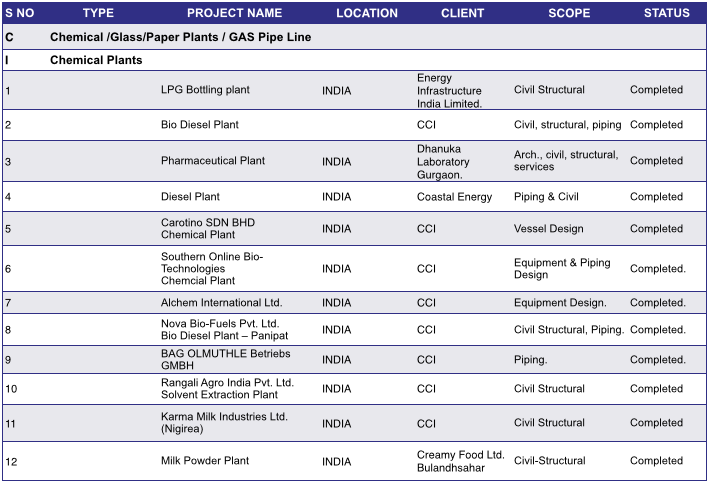 S NO TYPE PROJECT NAME LOCATION CLIENT SCOPE STATUS
C Chemical /Glass/Paper Plants / GAS Pipe Line
I Chemical Plants
1 LPG Bottling plant INDIA Energy Infrastructure India Limited. Civil Structural Completed
2 Bio Diesel Plant CCI Civil, structural, piping Completed
3 Pharmaceutical Plant INDIA Dhanuka Laboratory Gurgaon. Arch., civil, structural, services Completed
4 Diesel Plant INDIA Coastal Energy Piping & Civil Completed
5 Carotino SDN BHD Chemical Plant INDIA CCI Vessel Design Completed
6 Southern Online Bio-Technologies Chemcial Plant INDIA CCI Equipment & Piping Design Completed.
7 Alchem International Ltd. INDIA CCI Equipment Design. Completed.
8 Nova Bio-Fuels Pvt. Ltd. Bio Diesel Plant – Panipat INDIA CCI Civil Structural, Piping. Completed.
9 BAG OLMUTHLE Betriebs GMBH INDIA CCI Piping. Completed.
10 Rangali Agro India Pvt. Ltd. Solvent Extraction Plant INDIA CCI Civil Structural Completed
11 Karma Milk Industries Ltd. (Nigirea) INDIA CCI Civil Structural Completed
12 Milk Powder Plant INDIA Creamy Food Ltd. Bulandhsahar Civil-Structural Completed